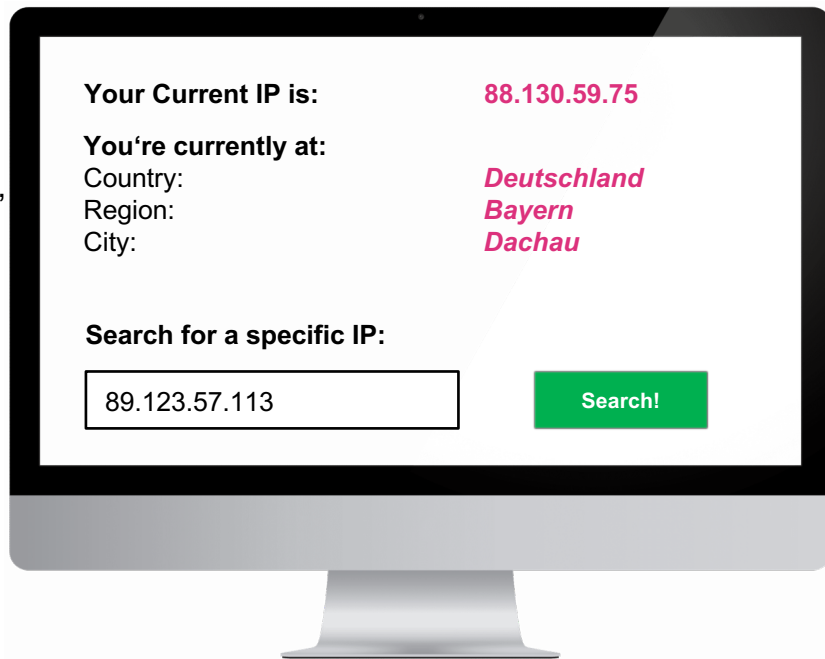 Your Current IP is: 88.130.59.75
You‘re currently at:
Country: Deutschland
Region: Bayern
City: Dachau
Search for a specific IP:
89.123.57.113 Search!
,